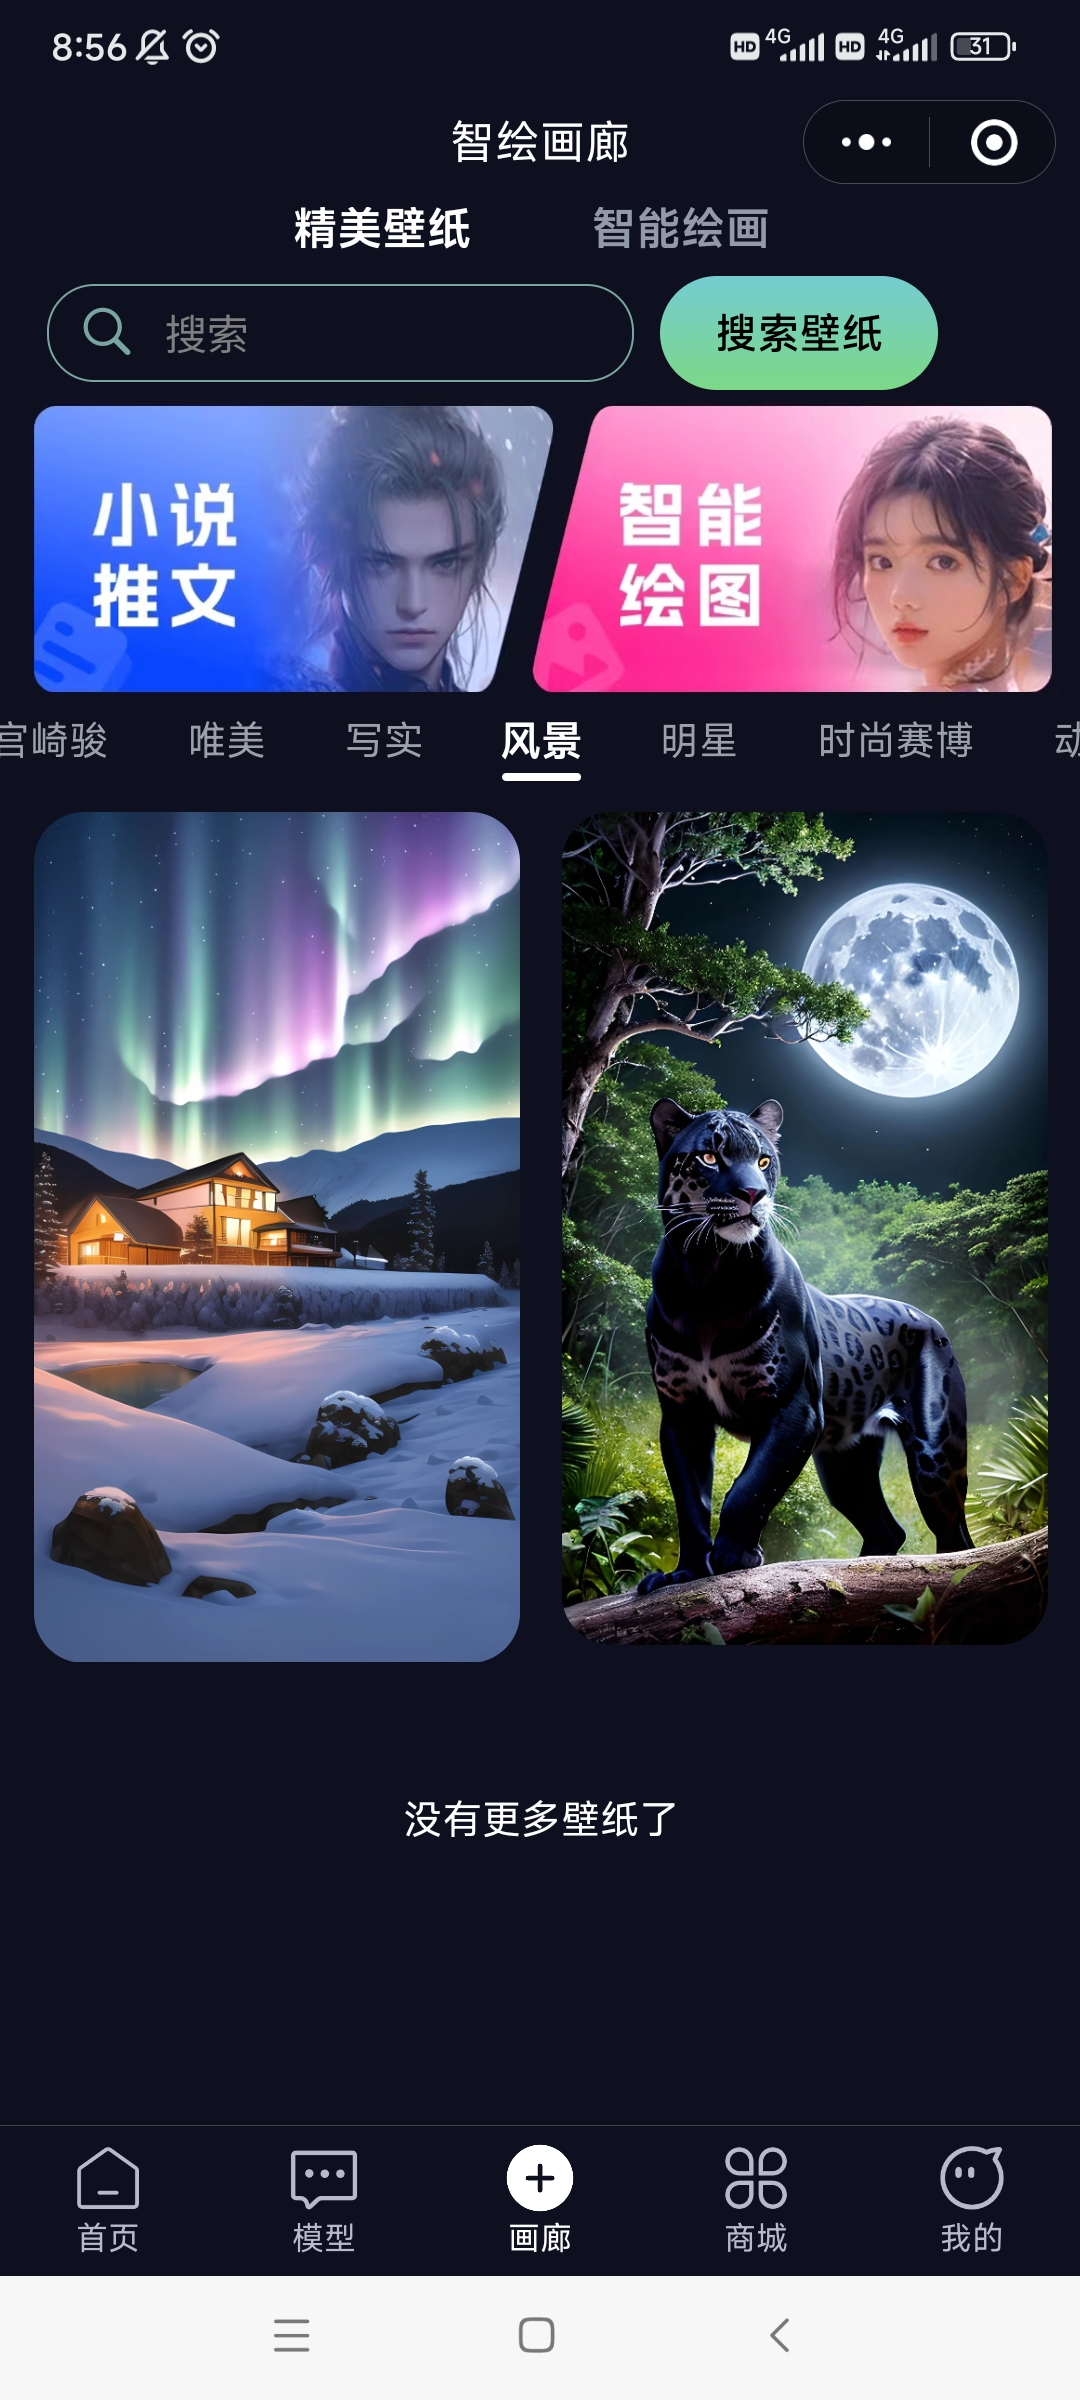 8:56 HD 4G HD 4G 31
智绘画廊
精美壁纸 智能绘画
搜索 搜索壁纸
小说 智能
推文 绘图
宫崎骏 唯美 写实 风景 明星 时尚赛博
没有更多壁纸了
首页 模型 画廊 商城 我的